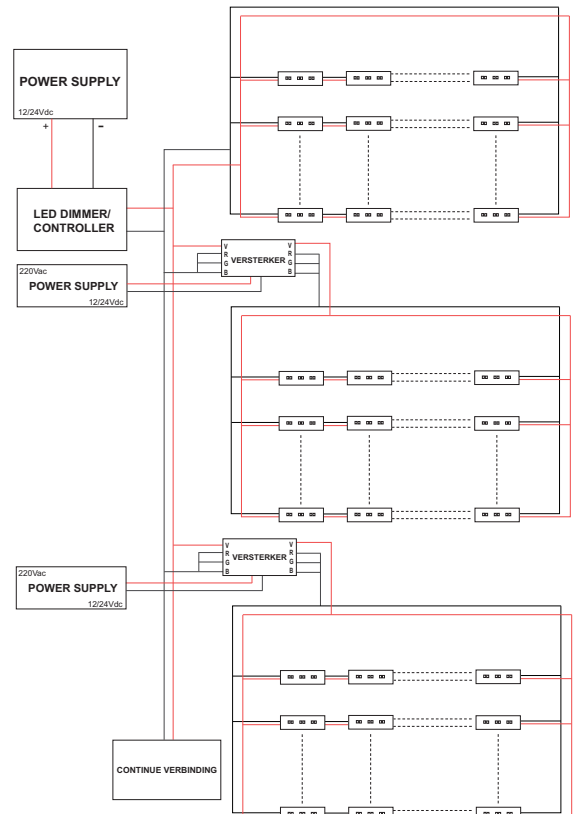 POWER SUPPLY
12/24Vdc
+ -
LED DIMMER/
CONTROLLER
220Vac
POWER SUPPLY
12/24Vdc
V V
R R
VERSTERKER
G G
B B
220Vac
POWER SUPPLY
12/24Vdc
V V
R R
VERSTERKER
G G
B B
CONTINUE VERBINDING